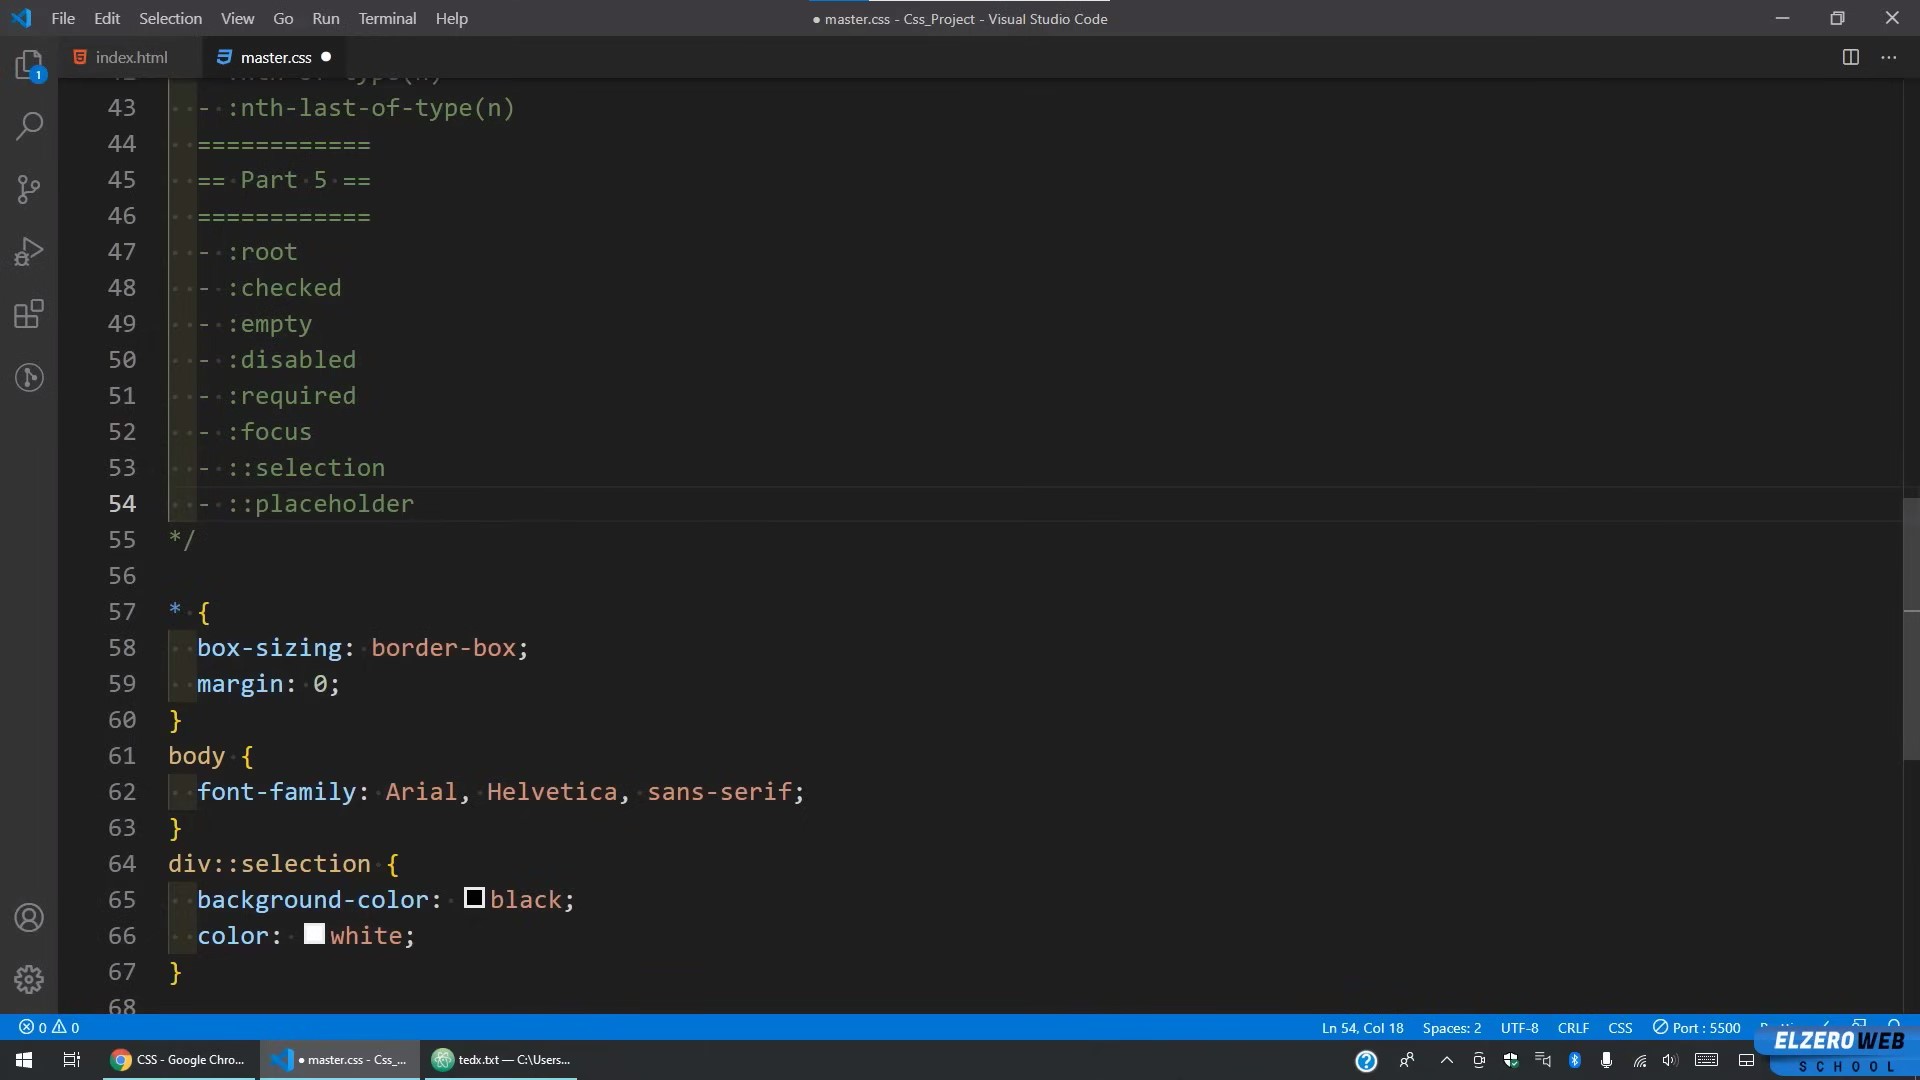 File Edit Selection View Go Run Terminal Help
● master.css - Css_Project - Visual Studio Code
index.html
master.css ●
1
43 - :nth-last-of-type(n)
44 ============
45 == Part 5 ==
46 ============
47 - :root
48 - :checked
49 - :empty
50 - :disabled
51 - :required
52 - :focus
53 - ::selection
54 - ::placeholder
55 */
56
57 * {
58 box-sizing: border-box;
59 margin: 0;
60 }
61 body {
62 font-family: Arial, Helvetica, sans-serif;
63 }
64 div::selection {
65 background-color: black;
66 color: white;
67 }
68
0 0
Ln 54, Col 18 Spaces: 2 UTF-8 CRLF CSS Port : 5500
CSS - Google Chro...
● master.css - Css_...
tedx.txt — C:\Users...
ELZEROWEB
SCHOOL